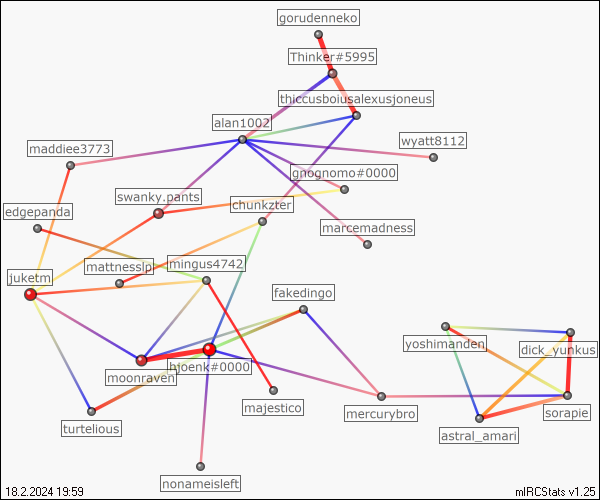 gorudenneko
Thinker#5995
thiccusboiusalexusjoneus
alan1002
wyatt8112
maddiee3773
gnognomo#0000
swanky.pants
chunkzter
edgepanda
marcemadness
mingus4742
mattnesslp
juketm
fakedingo
yoshimanden
dick_yunkus
hjoenk#0000
moonraven
majestico
mercurybro
sorapie
turtelious
astral_amari
nonameisleft
18.2.2024 19:59
mIRCStats v1.25